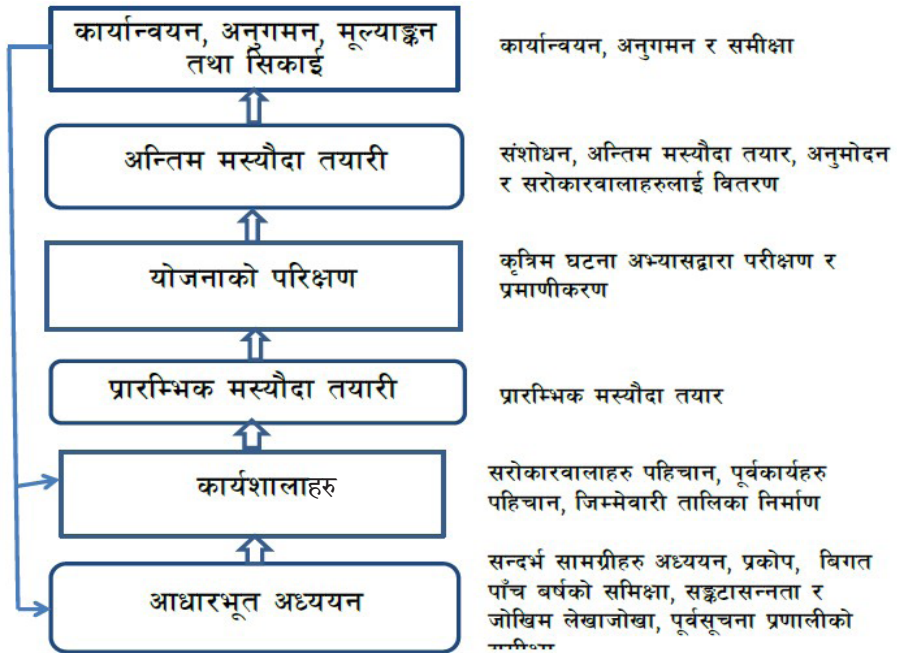 कार्यान्वयन, अनुगमन, मूल्याङ्कन
तथा सिकाई
कार्यान्वयन, अनुगमन र समीक्षा
अन्तिम मस्यौदा तयारी
संशोधन, अन्तिम मस्यौदा तयार, अनुमोदन
र सरोकारवालाहरुलाई वितरण
योजनाको परिक्षण
कृत्रिम घटना अभ्यासद्वारा परीक्षण र
प्रमाणीकरण
प्रारम्भिक मस्यौदा तयारी
प्रारम्भिक मस्यौदा तयार
कार्यशालाहरु
सरोकारवालाहरु पहिचान, पूर्वकार्यहरु
पहिचान, जिम्मेवारी तालिका निर्माण
आधारभूत अध्ययन
सन्दर्भ सामग्रीहरु अध्ययन, प्रकोप, बिगत
पाँच बर्षको समिक्षा, सङ्कटासन्नता र
जोखिम लेखाजोखा, पूर्वसूचना प्रणालीको